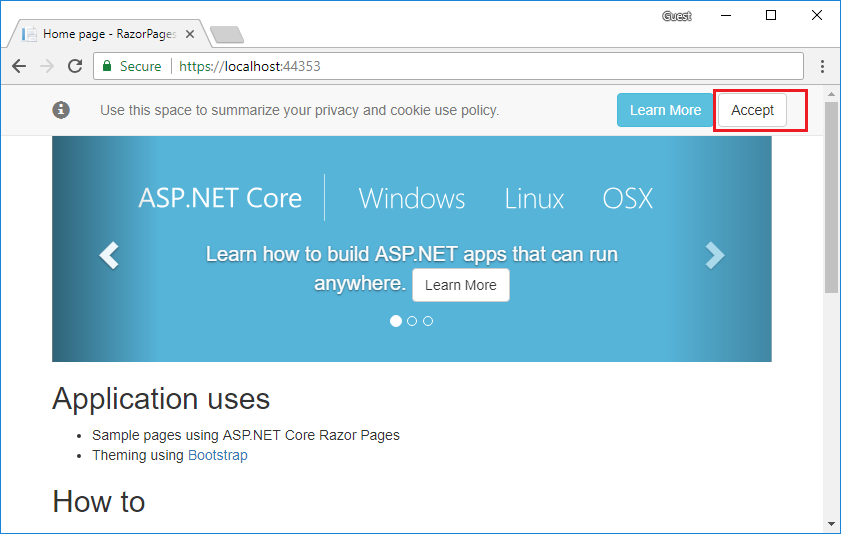 Guest
Home page - RazorPages
Secure
https://localhost:44353
Use this space to summarize your privacy and cookie use policy.
Learn More
Accept
ASP.NET Core
Windows
Linux
OSX
Learn how to build ASP.NET apps that can run
anywhere. Learn More
Application uses
Sample pages using ASP.NET Core Razor Pages
Theming using Bootstrap
How to